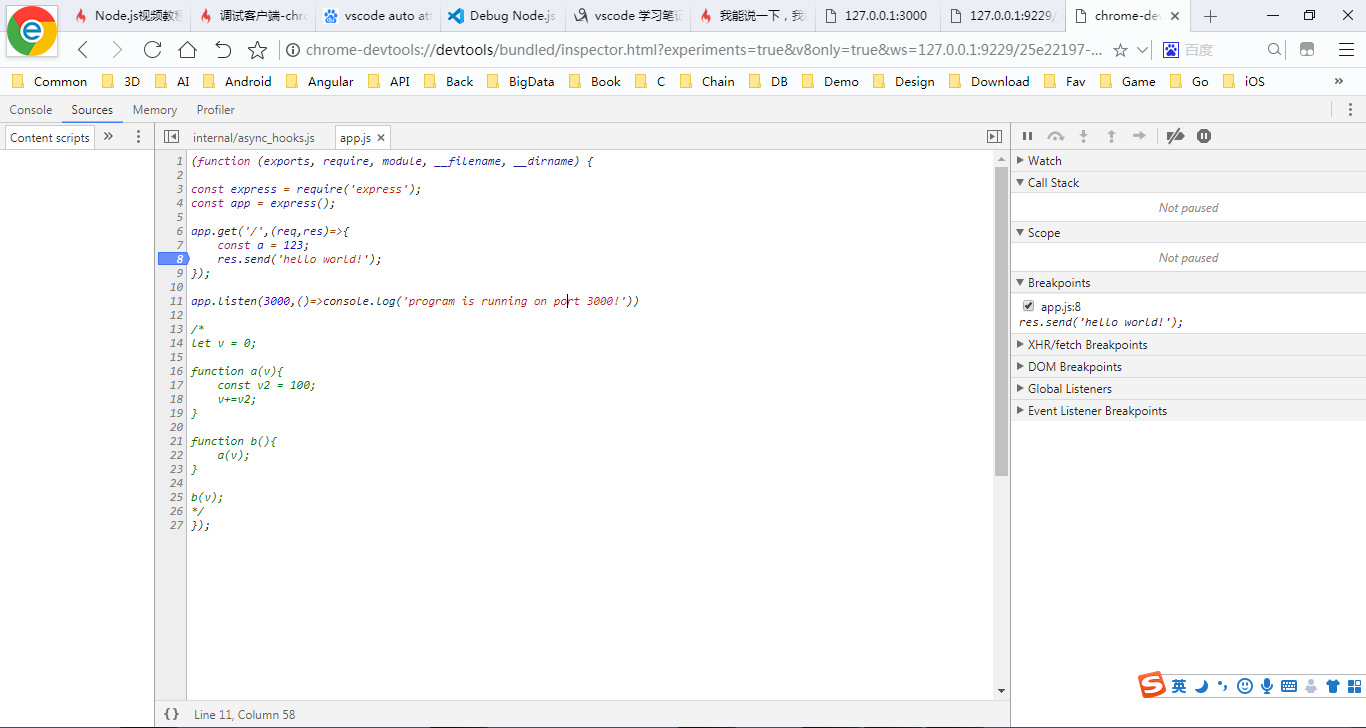 Node.js视频教程
调试客户端-chr
vscode auto att
Debug Node.js
vscode 学习笔记
我能说一下，我
127.0.0.1:3000
127.0.0.1:9229/
chrome-dev
chrome-devtools://devtools/bundled/inspector.html?experiments=true&v8only=true&ws=127.0.0.1:9229/25e22197-...
百度
Common 3D AI Android Angular API Back BigData Book C Chain DB Demo Design Download Fav Game Go iOS »
Console Sources Memory Profiler
Content scripts »
internal/async_hooks.js app.js
1 (function (exports, require, module, __filename, __dirname) {
2
3 const express = require('express');
4 const app = express();
5
6 app.get('/',(req,res)=>{
7 const a = 123;
8 res.send('hello world!');
9 });
10
11 app.listen(3000,()=>console.log('program is running on port 3000!'))
12
13 /*
14 let v = 0;
15
16 function a(v){
17 const v2 = 100;
18 v+=v2;
19 }
20
21 function b(){
22 a(v);
23 }
24
25 b(v);
26 */
27 });
{} Line 11, Column 58
Watch
Call Stack
Not paused
Scope
Not paused
Breakpoints
app.js:8
res.send('hello world!');
XHR/fetch Breakpoints
DOM Breakpoints
Global Listeners
Event Listener Breakpoints
S 英